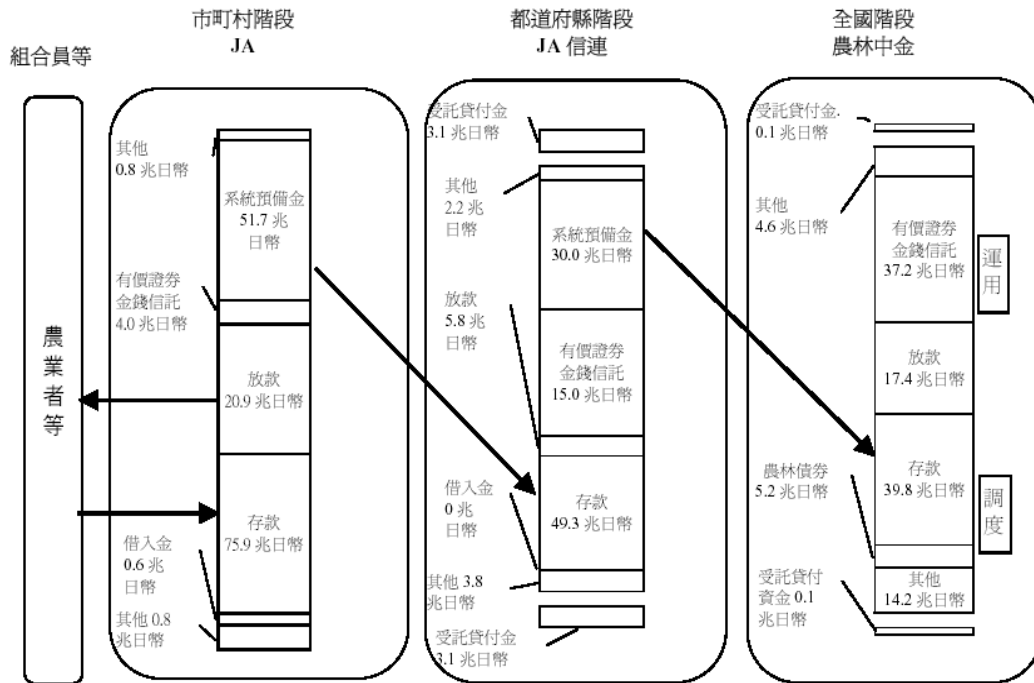 組合員等
農業者等
市町村階段
JA
其他
0.8 兆日幣
系統預備金
51.7 兆
日幣
有價證券
金錢信託
4.0 兆日幣
放款
20.9 兆日幣
存款
75.9 兆日幣
借入金
0.6 兆
日幣
其他 0.8
兆日幣
都道府縣階段
JA 信連
受託貸付金
3.1 兆日幣
其他
2.2 兆
日幣
系統預備金
30.0 兆日幣
放款
5.8 兆
日幣
有價證券
金錢信託
15.0 兆日幣
借入金
0 兆
日幣
存款
49.3 兆日幣
其他 3.8
兆日幣
受託貸付金
3.1 兆日幣
全國階段
農林中金
受託貸付金.
0.1 兆日幣
其他
4.6 兆日幣
有價證券
金錢信託
37.2 兆日幣
運用
放款
17.4 兆日幣
農林債券
5.2 兆日幣
存款
39.8 兆日幣
調度
受託貸付
資金 0.1
兆日幣
其他
14.2 兆日幣